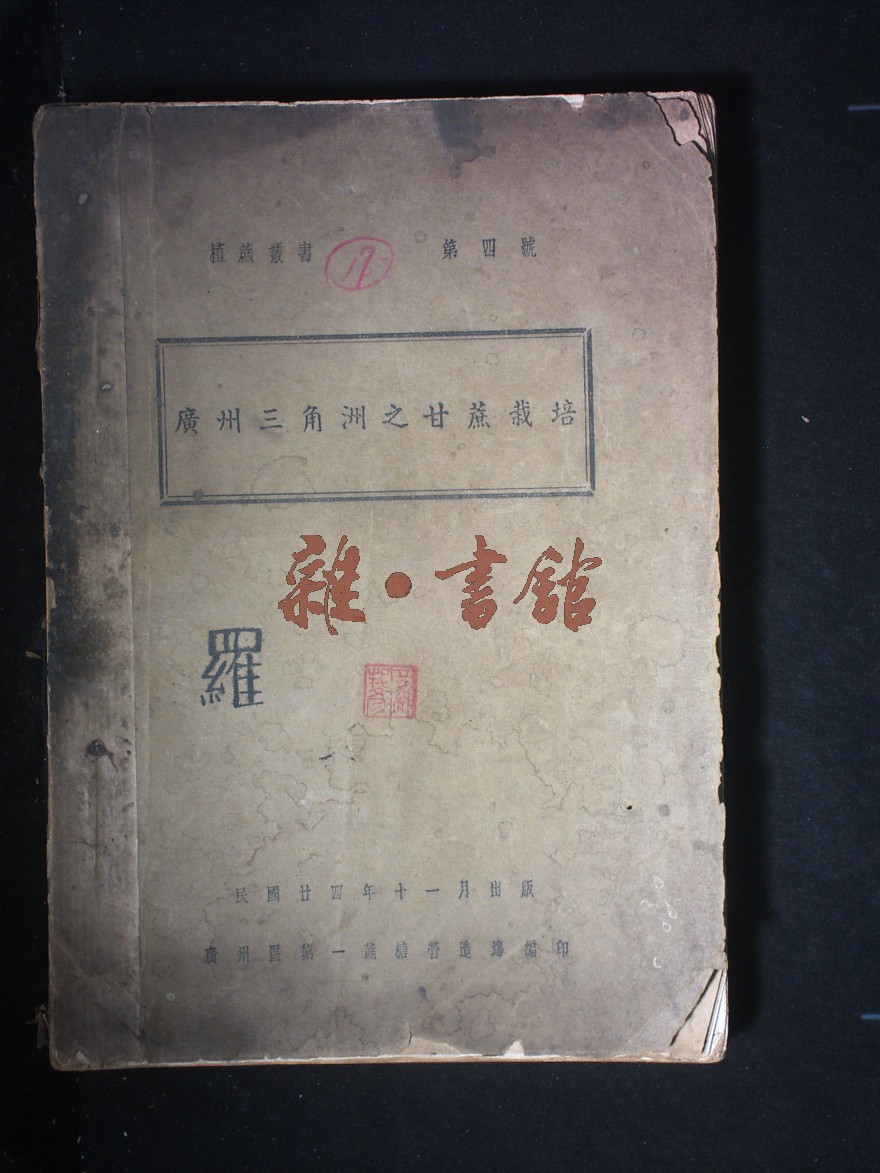 植蔗叢書 17 第四號
廣州三角洲之甘蔗栽培
雜·書館
羅
民國廿四年十一月出版
廣州區第一蔗糖營造場編印